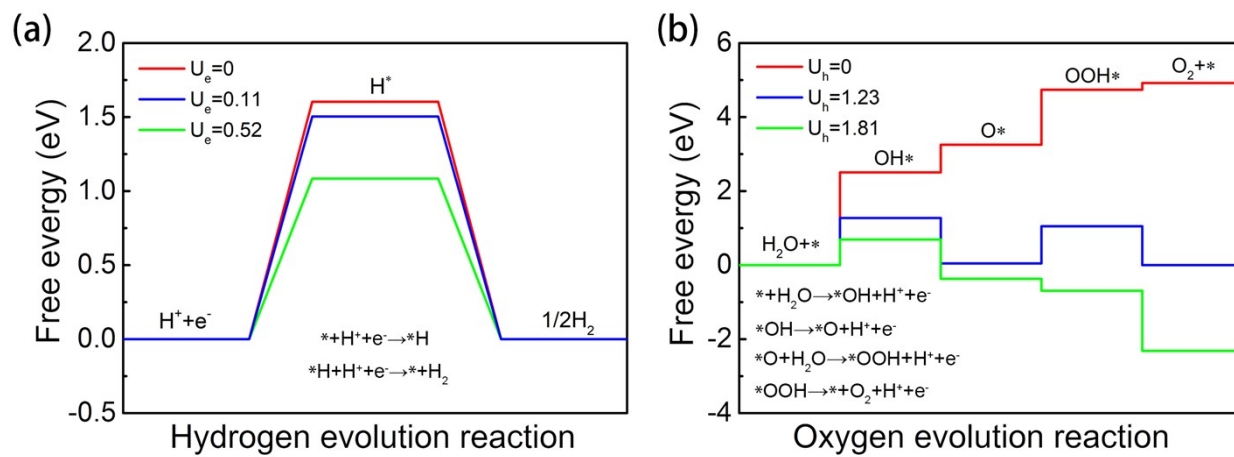 (a)
2.0
1.5
1.0
0.5
0.0
-0.5
Free evergy (eV)
U_e=0
U_e=0.11
U_e=0.52
H*
H⁺+e⁻
1/2H₂
*+H⁺+e⁻→*H
*H+H⁺+e⁻→*+H₂
Hydrogen evolution reaction
(b)
6
4
2
0
-2
-4
Free evergy (eV)
U_h=0
U_h=1.23
U_h=1.81
H₂O+*
OH*
O*
OOH*
O₂+*
*+H₂O→*OH+H⁺+e⁻
*OH→*O+H⁺+e⁻
*O+H₂O→*OOH+H⁺+e⁻
*OOH→*+O₂+H⁺+e⁻
Oxygen evolution reaction